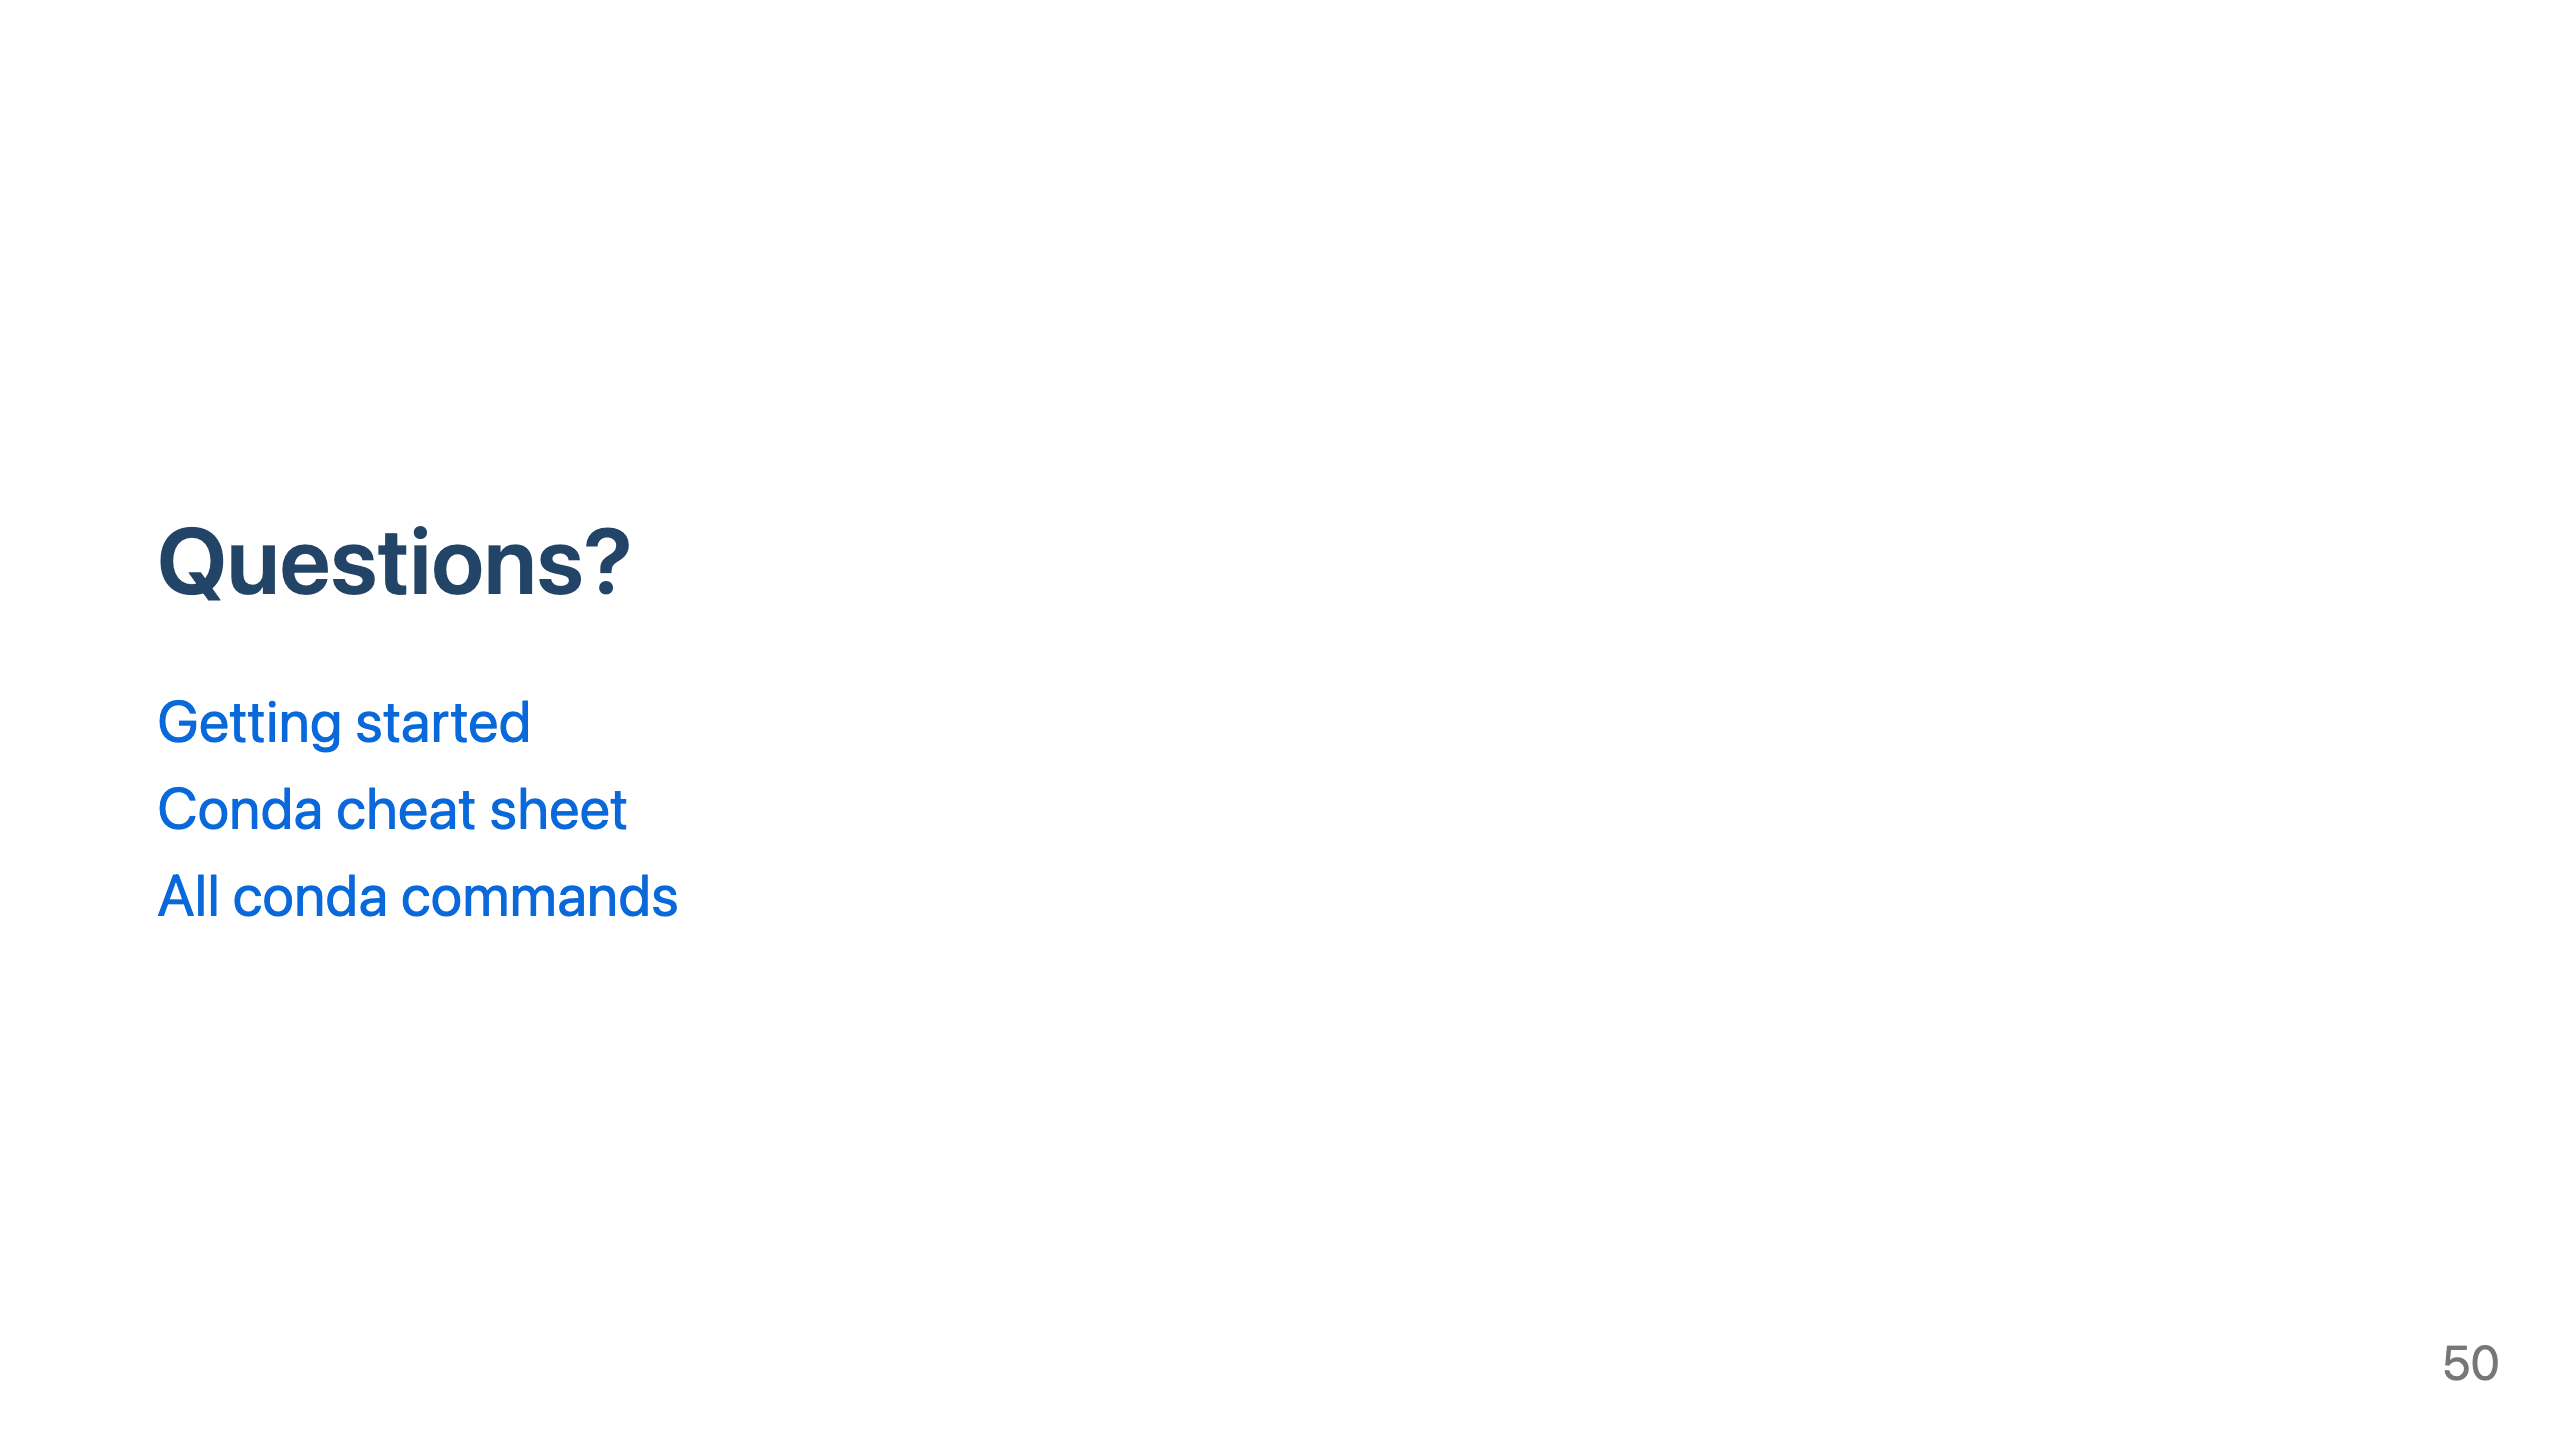 Questions?
Getting started
Conda cheat sheet
All conda commands
50